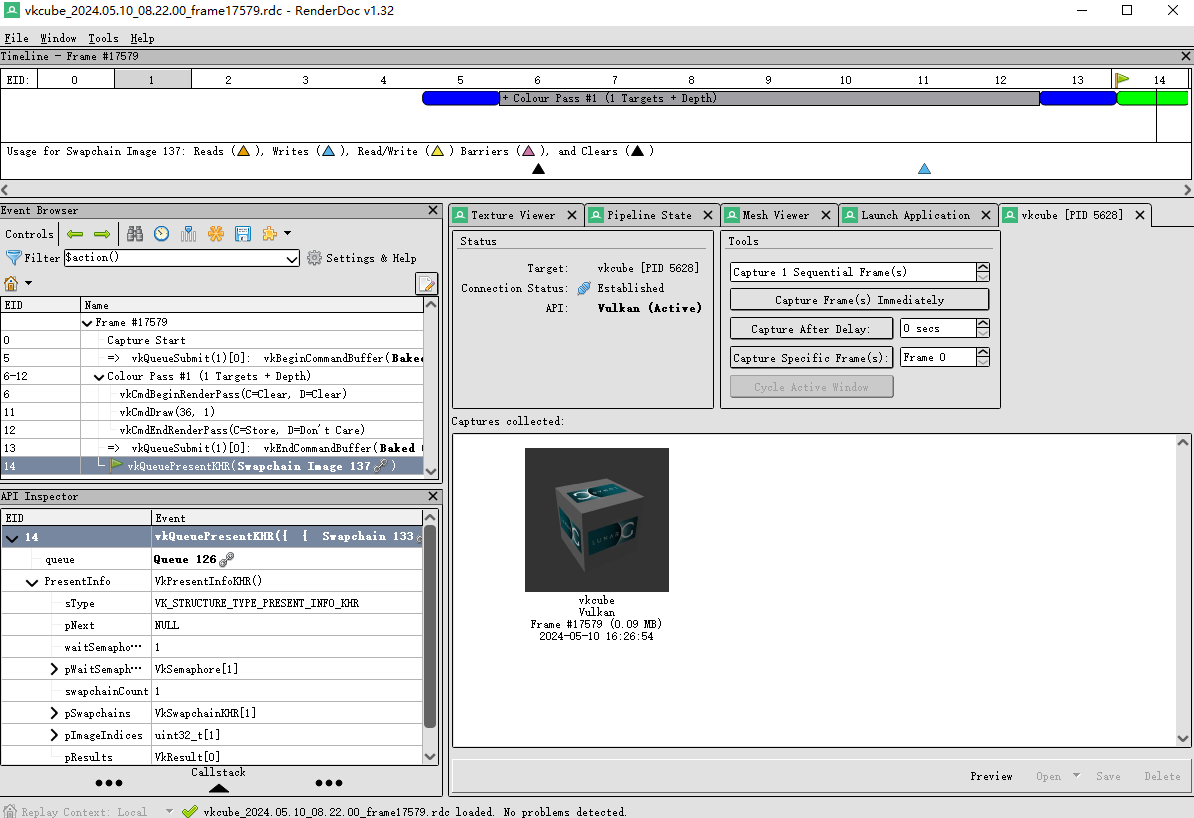 vkcube_2024.05.10_08.22.00_frame17579.rdc - RenderDoc v1.32
File Window Tools Help
Timeline - Frame #17579
EID: 0 1 2 3 4 5 6 7 8 9 10 11 12 13 14
+ Colour Pass #1 (1 Targets + Depth)
Usage for Swapchain Image 137: Reads ( ), Writes ( ), Read/Write ( ) Barriers ( ), and Clears ( )
Event Browser
Controls
Filter $action() Settings & Help
EID Name
Frame #17579
0 Capture Start
5 => vkQueueSubmit(1)[0]: vkBeginCommandBuffer(Baked
6-12 Colour Pass #1 (1 Targets + Depth)
6 vkCmdBeginRenderPass(C=Clear, D=Clear)
11 vkCmdDraw(36, 1)
12 vkCmdEndRenderPass(C=Store, D=Don't Care)
13 => vkQueueSubmit(1)[0]: vkEndCommandBuffer(Baked
14 vkQueuePresentKHR(Swapchain Image 137 )
API Inspector
EID Event
14 vkQueuePresentKHR({ { Swapchain 133
queue Queue 126
PresentInfo VkPresentInfoKHR()
sType VK_STRUCTURE_TYPE_PRESENT_INFO_KHR
pNext NULL
waitSemapho··· 1
pWaitSemaph··· VkSemaphore[1]
swapchainCount 1
pSwapchains VkSwapchainKHR[1]
pImageIndices uint32_t[1]
pResults VkResult[0]
Callstack
Texture Viewer Pipeline State Mesh Viewer Launch Application vkcube [PID 5628]
Status
Target: vkcube [PID 5628]
Connection Status: Established
API: Vulkan (Active)
Tools
Capture 1 Sequential Frame(s)
Capture Frame(s) Immediately
Capture After Delay: 0 secs
Capture Specific Frame(s): Frame 0
Cycle Active Window
Captures collected:
LUNAR
vkcube
Vulkan
Frame #17579 (0.09 MB)
2024-05-10 16:26:54
Preview Open Save Delete
Replay Context: Local vkcube_2024.05.10_08.22.00_frame17579.rdc loaded. No problems detected.